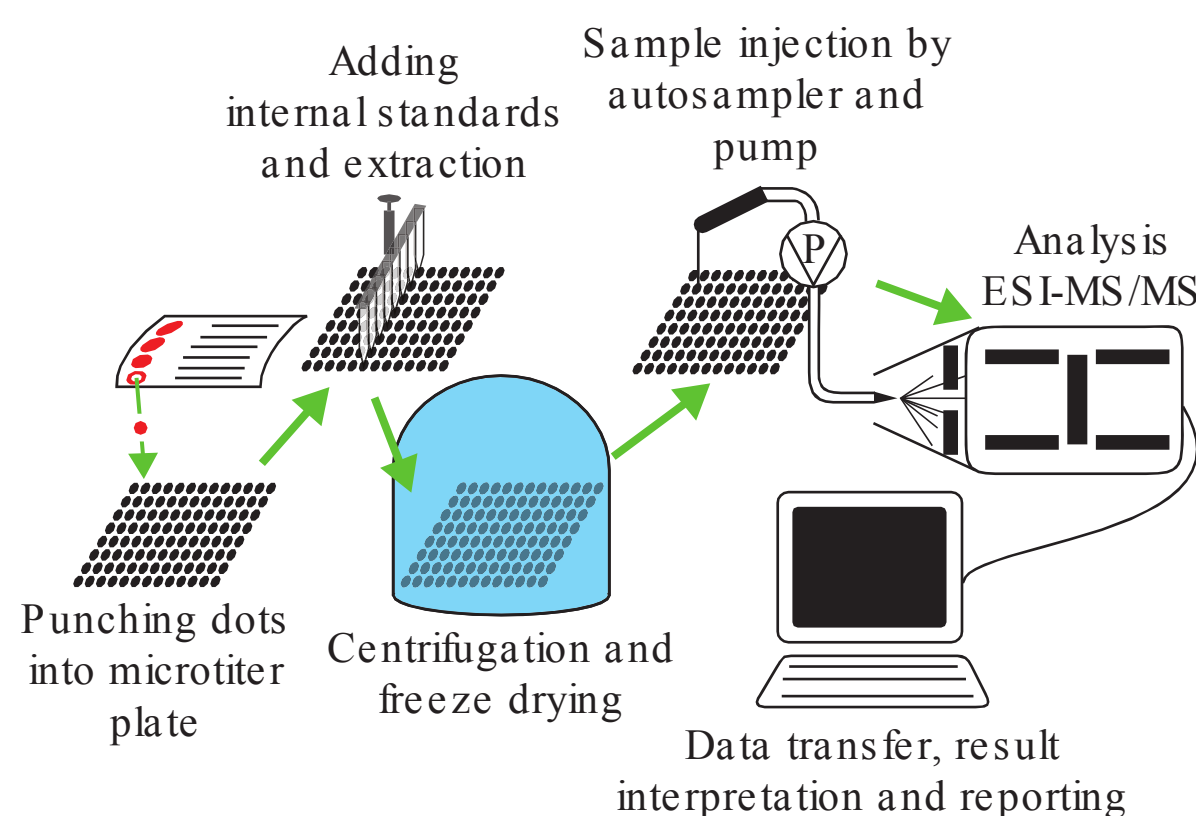 Adding
internal standards
and extraction
Sample injection by
autosampler and
pump
P
Analysis
ESI-MS/MS
Punching dots
into microtiter
plate
Centrifugation and
freeze drying
Data transfer, result
interpretation and reporting